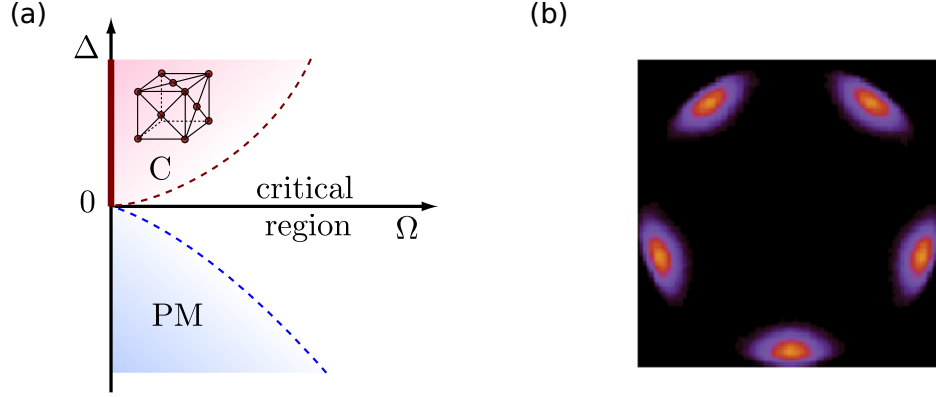 (a)
(b)
Δ
C
0
critical
region
Ω
PM